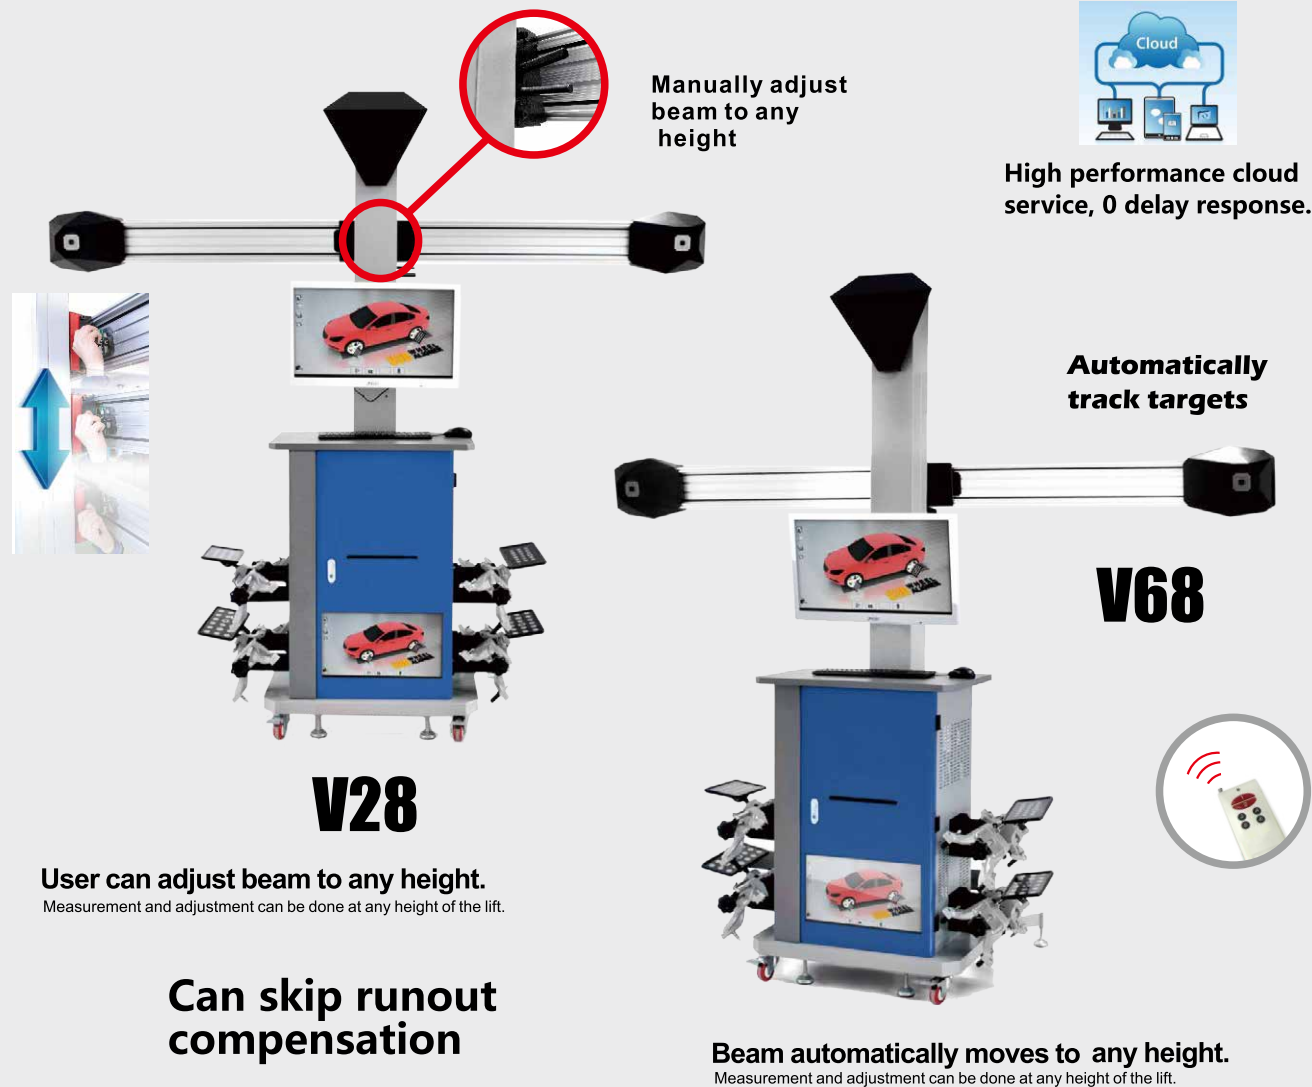 Manually adjust
beam to any
height
Cloud
High performance cloud
service, 0 delay response.
Automatically
track targets
V68
V28
User can adjust beam to any height.
Measurement and adjustment can be done at any height of the lift.
Can skip runout
compensation
Beam automatically moves to any height.
Measurement and adjustment can be done at any height of the lift.